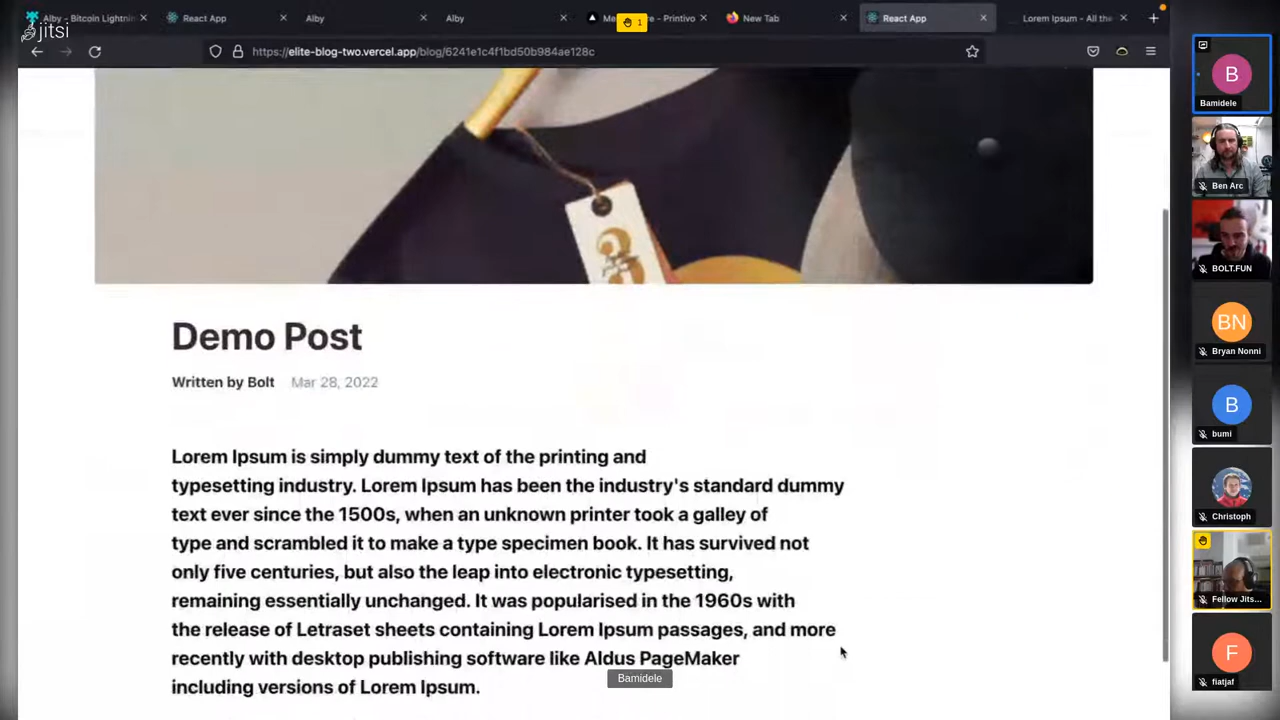 Alby - Bitcoin Lightnin
React App
Alby
Alby
1
New Tab
React App
Lorem Ipsum - All the
jitsi
https://elite-blog-two.vercel.app/blog/6241e1c4f1bd50b984ae128c
B
Bamidele
Ben Arc
BOLT.FUN
BN
Bryan Nonni
B
bumi
Christoph
Fellow Jits...
F
fiatjaf
Demo Post
Written by Bolt Mar 28, 2022
Lorem Ipsum is simply dummy text of the printing and
typesetting industry. Lorem Ipsum has been the industry's standard dummy
text ever since the 1500s, when an unknown printer took a galley of
type and scrambled it to make a type specimen book. It has survived not
only five centuries, but also the leap into electronic typesetting,
remaining essentially unchanged. It was popularised in the 1960s with
the release of Letraset sheets containing Lorem Ipsum passages, and more
recently with desktop publishing software like Aldus PageMaker
including versions of Lorem Ipsum.
Bamidele